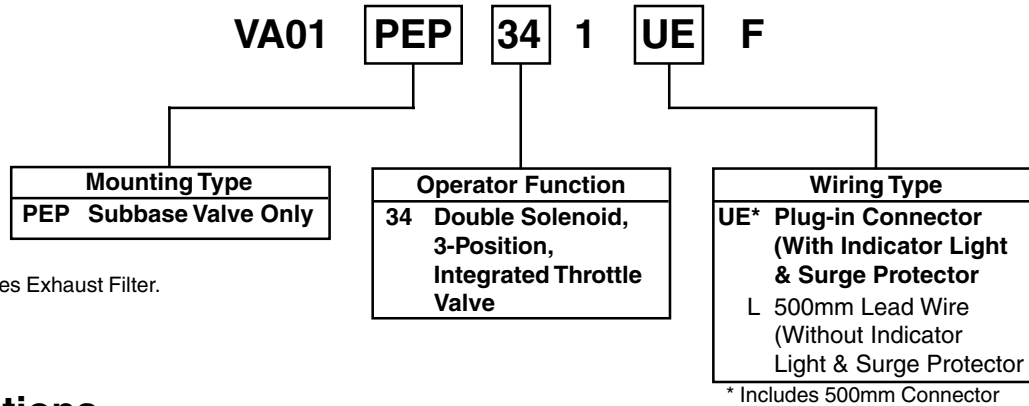 VA01 PEP 34 1 UE F
Mounting Type
PEP Subbase Valve Only
es Exhaust Filter.
Operator Function
34 Double Solenoid,
3-Position,
Integrated Throttle
Valve
Wiring Type
UE* Plug-in Connector
(With Indicator Light
& Surge Protector
L 500mm Lead Wire
(Without Indicator
Light & Surge Protector
* Includes 500mm Connector